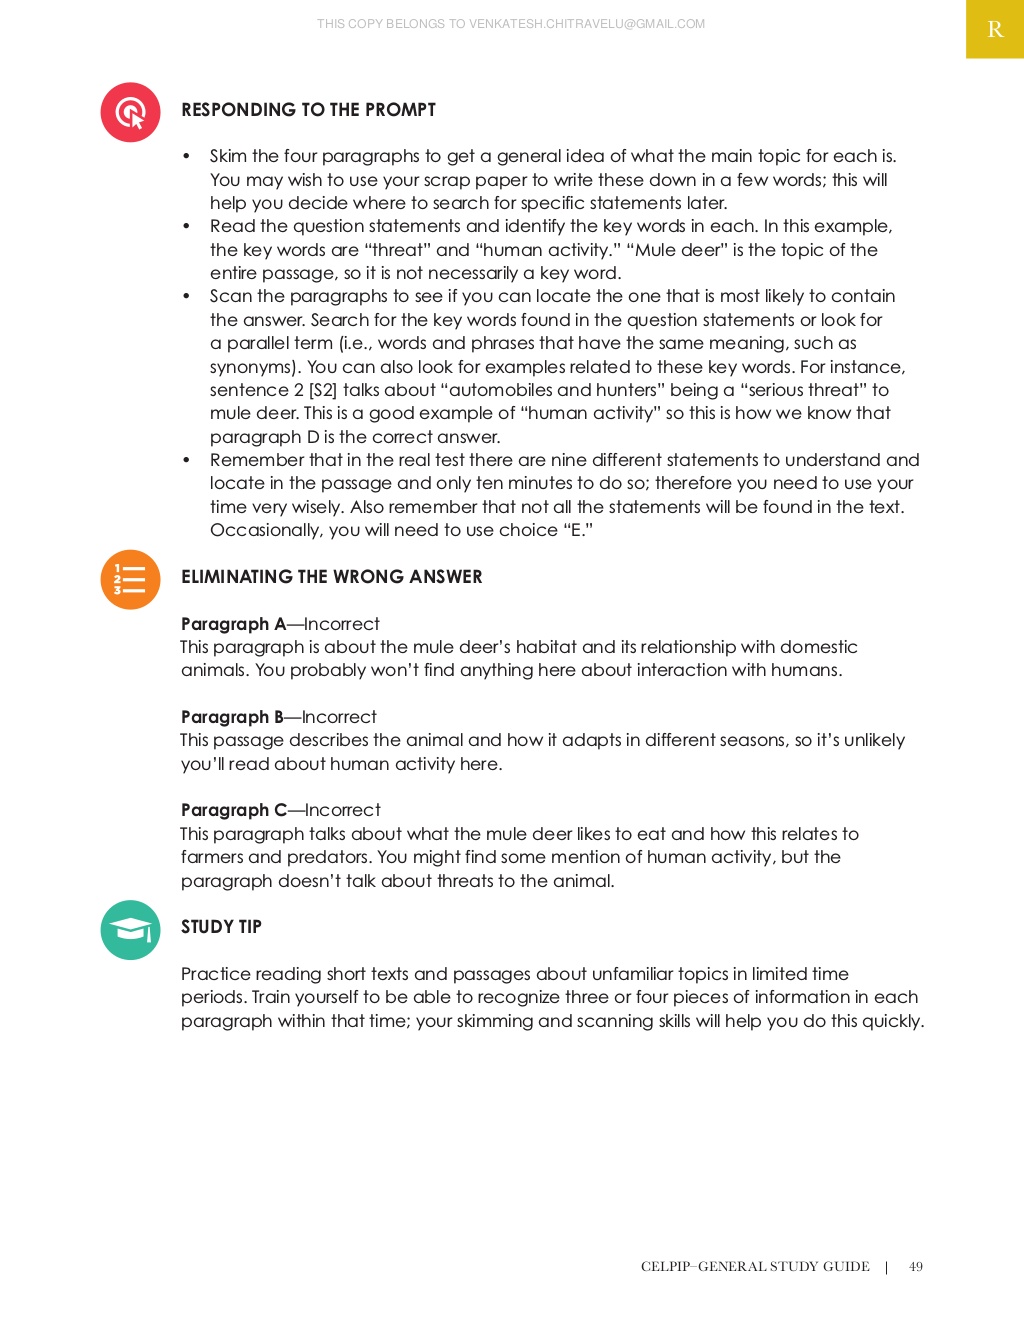 THIS COPY BELONGS TO VENKATESH.CHITRAVELU@GMAIL.COM
R
RESPONDING TO THE PROMPT
• Skim the four paragraphs to get a general idea of what the main topic for each is.
You may wish to use your scrap paper to write these down in a few words; this will
help you decide where to search for specific statements later.
• Read the question statements and identify the key words in each. In this example,
the key words are “threat” and “human activity.” “Mule deer” is the topic of the
entire passage, so it is not necessarily a key word.
• Scan the paragraphs to see if you can locate the one that is most likely to contain
the answer. Search for the key words found in the question statements or look for
a parallel term (i.e., words and phrases that have the same meaning, such as
synonyms). You can also look for examples related to these key words. For instance,
sentence 2 [S2] talks about “automobiles and hunters” being a “serious threat” to
mule deer. This is a good example of “human activity” so this is how we know that
paragraph D is the correct answer.
• Remember that in the real test there are nine different statements to understand and
locate in the passage and only ten minutes to do so; therefore you need to use your
time very wisely. Also remember that not all the statements will be found in the text.
Occasionally, you will need to use choice “E.”
1
2
3
ELIMINATING THE WRONG ANSWER
Paragraph A—Incorrect
This paragraph is about the mule deer’s habitat and its relationship with domestic
animals. You probably won’t find anything here about interaction with humans.
Paragraph B—Incorrect
This passage describes the animal and how it adapts in different seasons, so it’s unlikely
you’ll read about human activity here.
Paragraph C—Incorrect
This paragraph talks about what the mule deer likes to eat and how this relates to
farmers and predators. You might find some mention of human activity, but the
paragraph doesn’t talk about threats to the animal.
STUDY TIP
Practice reading short texts and passages about unfamiliar topics in limited time
periods. Train yourself to be able to recognize three or four pieces of information in each
paragraph within that time; your skimming and scanning skills will help you do this quickly.
CELPIP–GENERAL STUDY GUIDE | 49